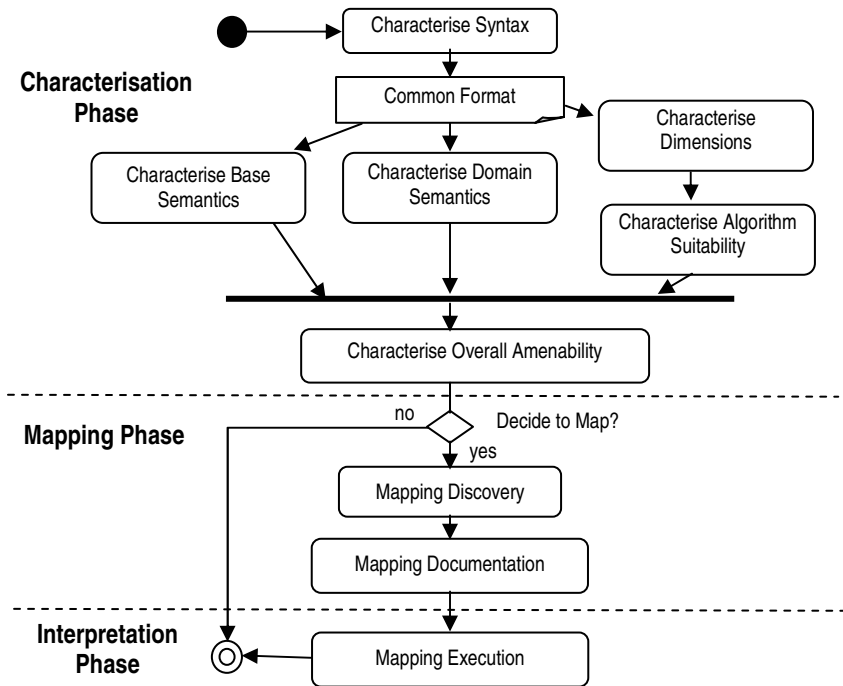 Characterise Syntax
Characterisation
Phase
Common Format
Characterise
Dimensions
Characterise Base
Semantics
Characterise Domain
Semantics
Characterise Algorithm
Suitability
Characterise Overall Amenability
Mapping Phase
no
Decide to Map?
yes
Mapping Discovery
Mapping Documentation
Interpretation
Phase
Mapping Execution